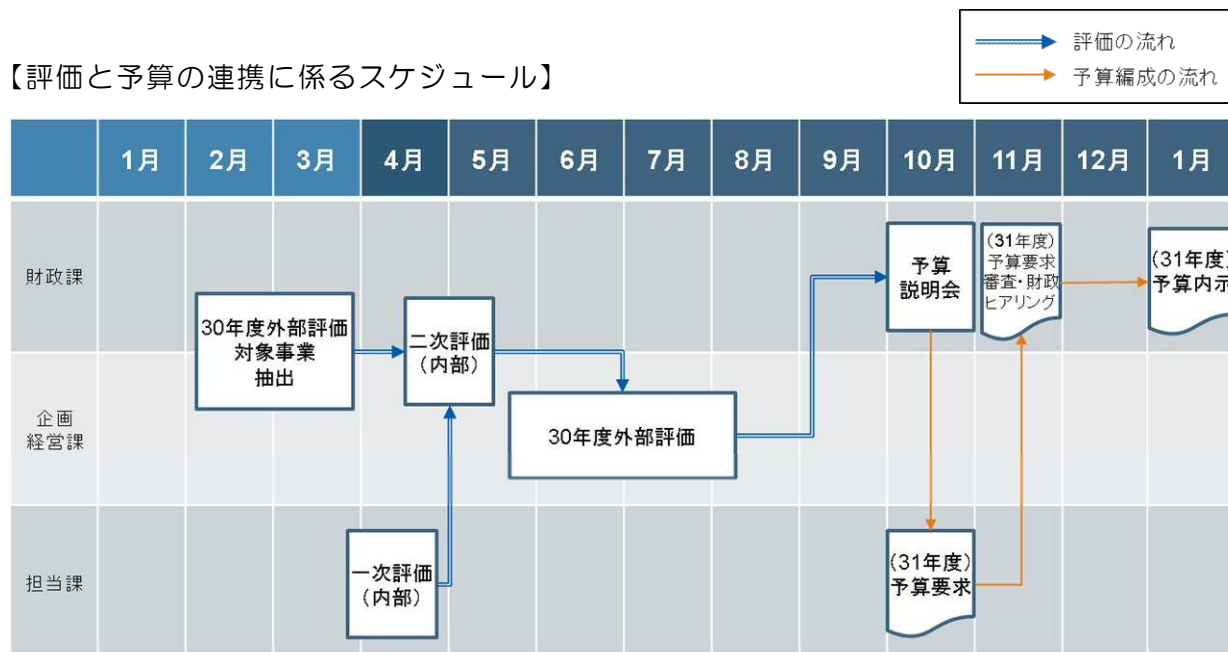 評価の流れ
予算編成の流れ
【評価と予算の連携に係るスケジュール】
1月 2月 3月 4月 5月 6月 7月 8月 9月 10月 11月 12月 1月
財政課
30年度外部評価
対象事業
抽出
二次評価
(内部)
予算
説明会
(31年度)
予算要求
審査・財政
ヒアリング
(31年度)
予算内示
企画
経営課
30年度外部評価
担当課
一次評価
(内部)
(31年度)
予算要求